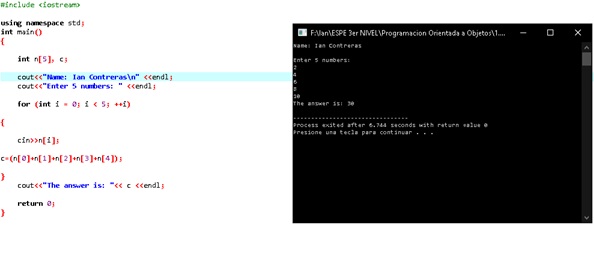 #include <iostream>
using namespace std;
int main()
{
int n[5], c;
cout<<"Name: Ian Contreras\n" <<endl;
cout<<"Enter 5 numbers: " <<endl;
for (int i = 0; i < 5; ++i)
{
cin>>n[i];
c=(n[0]+n[1]+n[2]+n[3]+n[4]);
}
cout<<"The answer is: "<< c <<endl;
return 0;
}
F:\Ian\ESPE 3er NIVEL\Programacion Orientada a Objetos\1....
Name: Ian Contreras
Enter 5 numbers:
2
4
6
8
10
The answer is: 30
--------------------------------
Process exited after 6.744 seconds with return value 0
Presione una tecla para continuar . . .